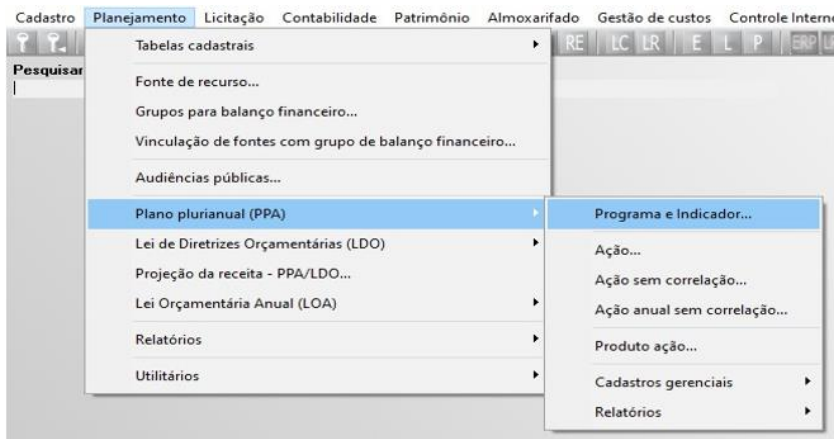 Cadastro Planejamento Licitação Contabilidade Patrimônio Almoxarifado Gestão de custos Controle Intern
RE LC LR E L P ERP
Pesquisar
Tabelas cadastrais
Fonte de recurso...
Grupos para balanço financeiro...
Vinculação de fontes com grupo de balanço financeiro...
Audiências públicas...
Plano plurianual (PPA)
Lei de Diretrizes Orçamentárias (LDO)
Projeção da receita - PPA/LDO...
Lei Orçamentária Anual (LOA)
Relatórios
Utilitários
Programa e Indicador...
Ação...
Ação sem correlação...
Ação anual sem correlação...
Produto ação...
Cadastros gerenciais
Relatórios